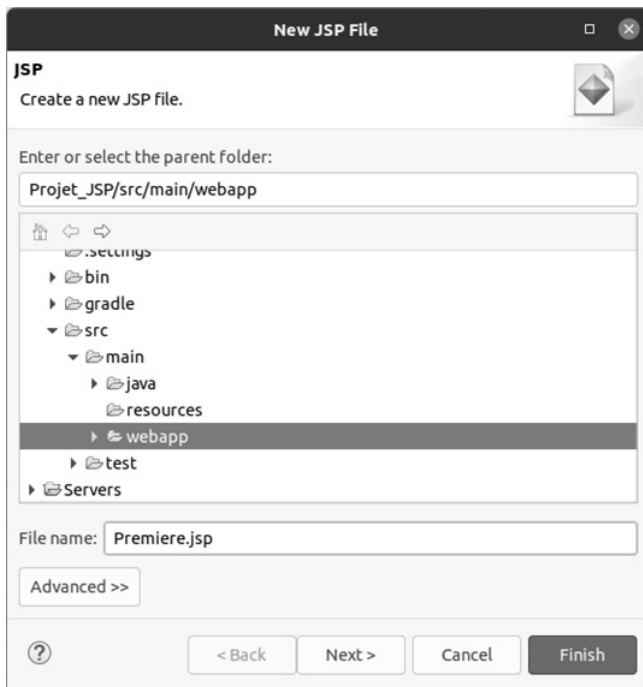 New JSP File
JSP
Create a new JSP file.
Enter or select the parent folder:
Projet_JSP/src/main/webapp
.settings
bin
gradle
src
main
java
resources
webapp
test
Servers
File name: Premiere.jsp
Advanced >>
< Back Next > Cancel Finish